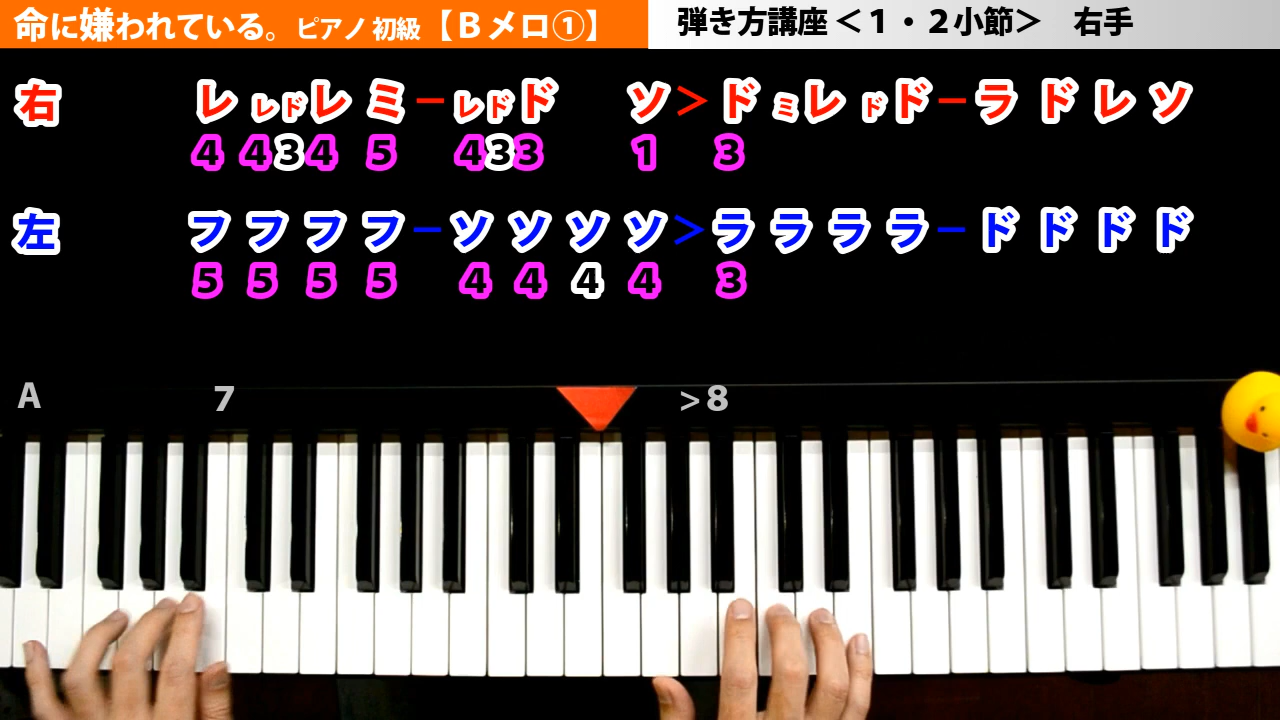 命に嫌われている。ピアノ 初級【Bメロ①】 弾き方講座 <1・2小節> 右手
右 レ レドレ ミ ー レドド ソ > ド ミレ ドド ー ラ ド レ ソ
4 4 3 4 5 4 3 3 1 3
左 フ フ フ フ ー ソ ソ ソ ソ > ラ ラ ラ ラ ー ド ド ド ド
5 5 5 5 4 4 4 4 3
A 7 >8